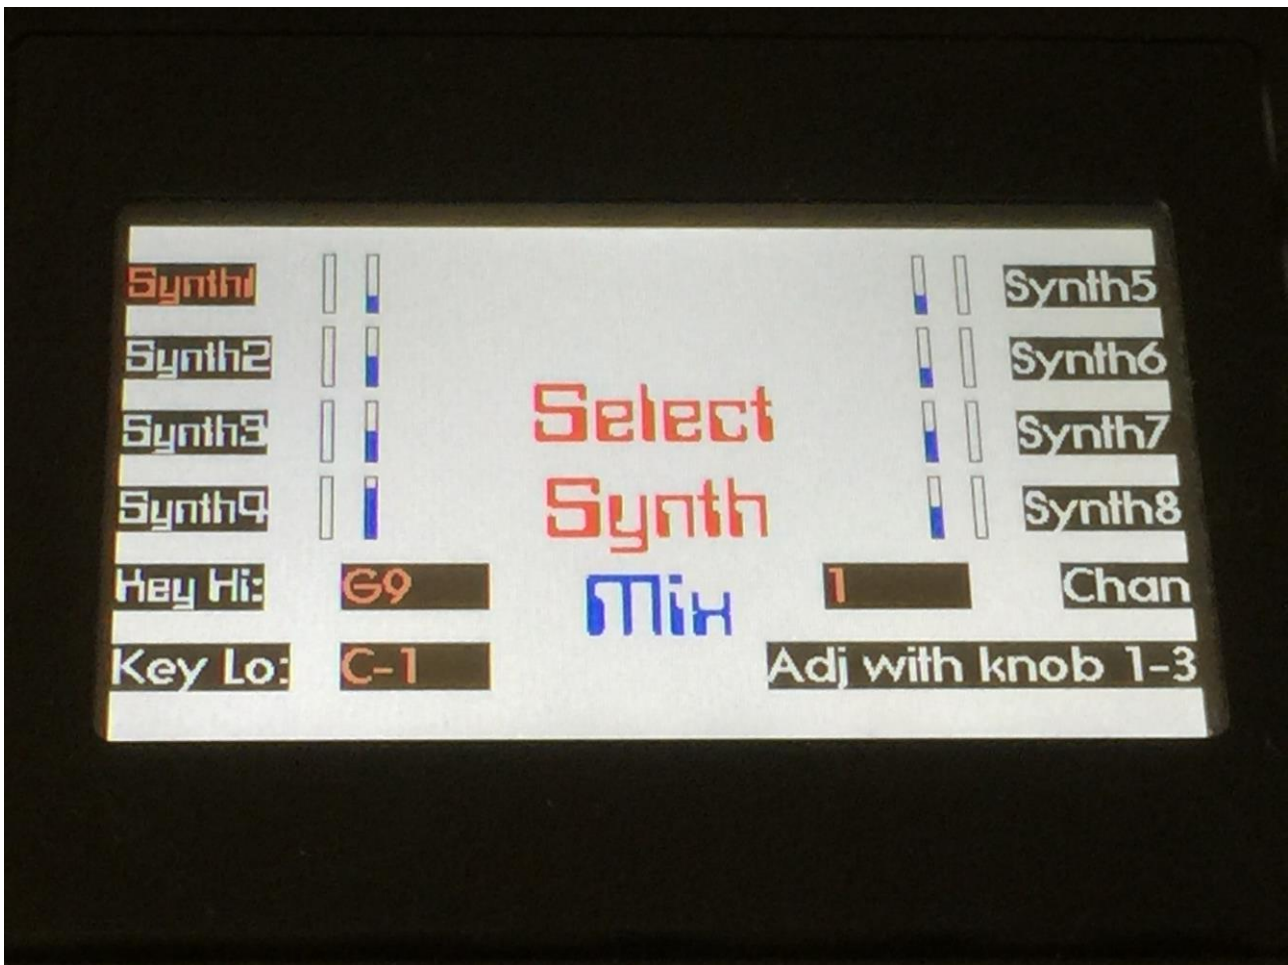 Synth1
Synth2
Synth3
Synth4
Key Hi: G9
Key Lo: C-1
Select
Synth
Mix
Synth5
Synth6
Synth7
Synth8
1 Chan
Adj with knob 1-3